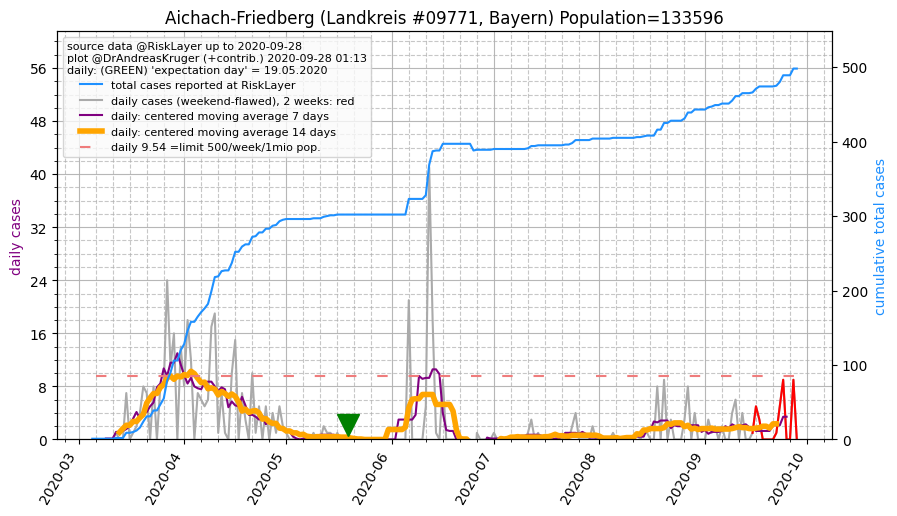 Aichach-Friedberg (Landkreis #09771, Bayern) Population=133596
source data @RiskLayer up to 2020-09-28
plot @DrAndreasKruger (+contrib.) 2020-09-28 01:13
daily: (GREEN) 'expectation day' = 19.05.2020
total cases reported at RiskLayer
daily cases (weekend-flawed), 2 weeks: red
daily: centered moving average 7 days
daily: centered moving average 14 days
daily 9.54 =limit 500/week/1mio pop.
daily cases
56
48
40
32
24
16
8
0
cumulative total cases
500
400
300
200
100
0
2020-03
2020-04
2020-05
2020-06
2020-07
2020-08
2020-09
2020-10